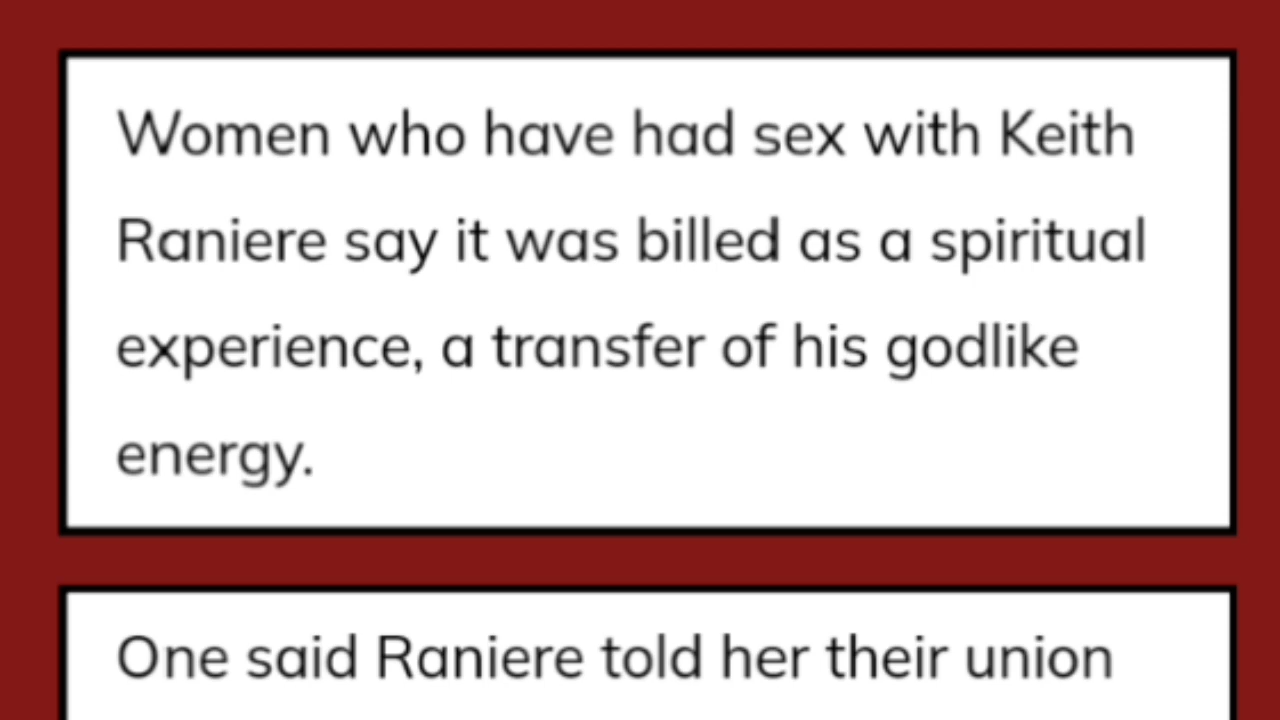 Women who have had sex with Keith
Raniere say it was billed as a spiritual
experience, a transfer of his godlike
energy.
One said Raniere told her their union